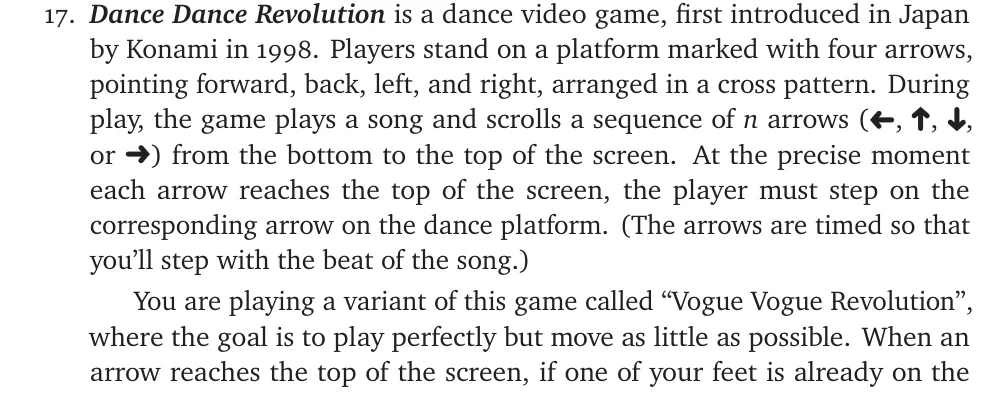 17. Dance Dance Revolution is a dance video game, first introduced in Japan
by Konami in 1998. Players stand on a platform marked with four arrows,
pointing forward, back, left, and right, arranged in a cross pattern. During
play, the game plays a song and scrolls a sequence of n arrows (←, ↑, ↓,
or →) from the bottom to the top of the screen. At the precise moment
each arrow reaches the top of the screen, the player must step on the
corresponding arrow on the dance platform. (The arrows are timed so that
you’ll step with the beat of the song.)
You are playing a variant of this game called “Vogue Vogue Revolution”,
where the goal is to play perfectly but move as little as possible. When an
arrow reaches the top of the screen, if one of your feet is already on the